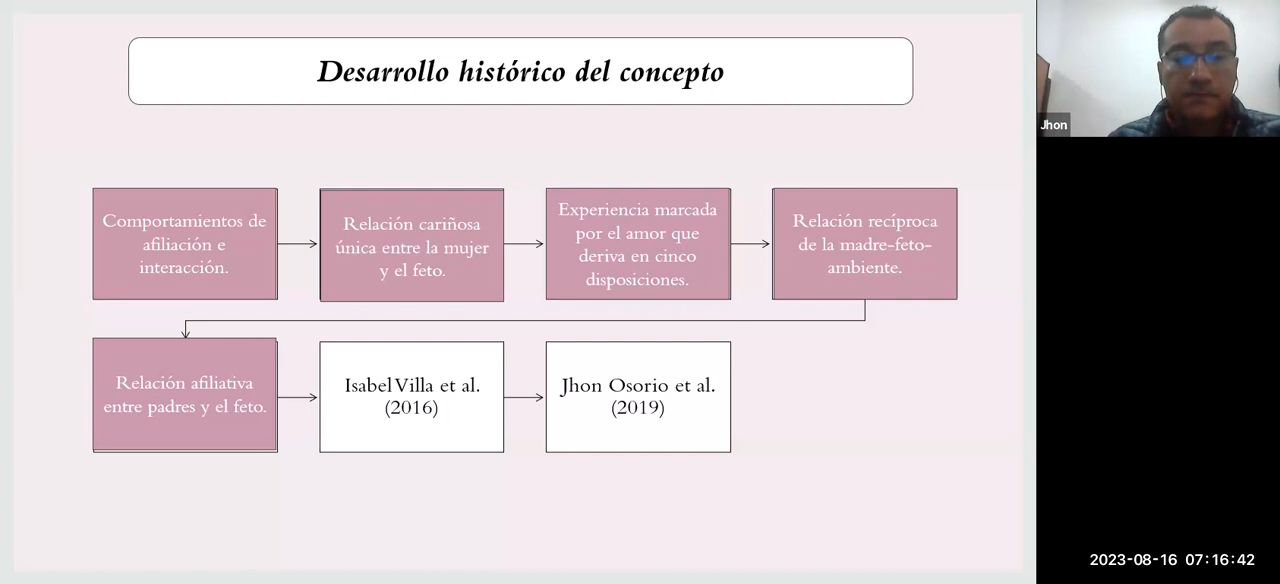 Desarrollo histórico del concepto
Comportamientos de
afiliación e
interacción.
Relación cariñosa
única entre la mujer
y el feto.
Experiencia marcada
por el amor que
deriva en cinco
disposiciones.
Relación recíproca
de la madre-feto-
ambiente.
Relación afiliativa
entre padres y el feto.
Isabel Villa et al.
(2016)
Jhon Osorio et al.
(2019)
Jhon
2023-08-16 07:16:42